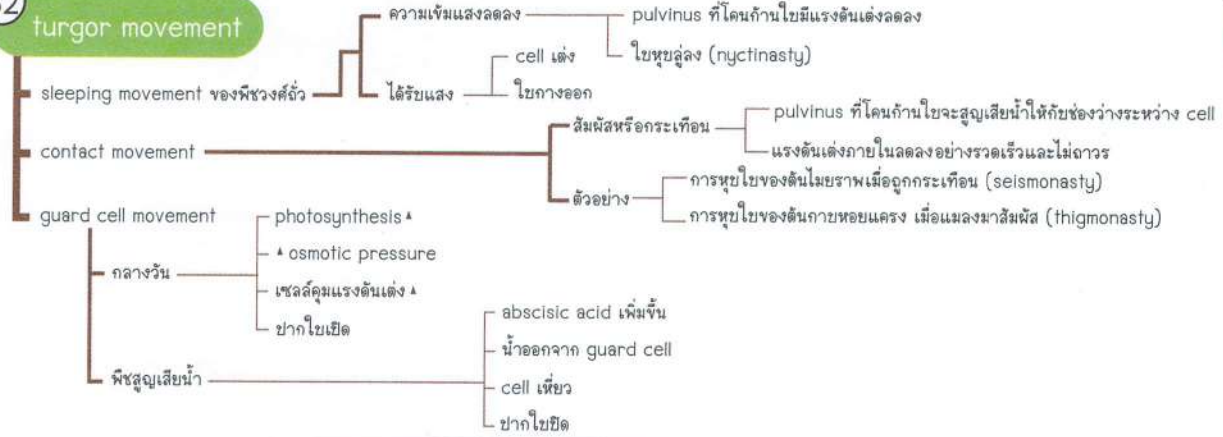 turgor movement
ความเข้มแสงลดลง
pulvinus ที่โคนก้านใบมีแรงดันเต่งลดลง
ใบหุบลู่ลง (nyctinasty)
sleeping movement ของพืชวงศ์ถั่ว
ได้รับแสง
cell เต่ง
ใบกางออก
contact movement
สัมผัสหรือกระเทือน
pulvinus ที่โคนก้านใบจะสูญเสียน้ำให้กับช่องว่างระหว่าง cell
แรงดันเต่งภายในลดลงอย่างรวดเร็วและไม่ถาวร
ตัวอย่าง
การหุบใบของต้นไมยราพเมื่อถูกกระเทือน (seismonasty)
การหุบใบของต้นกาบหอยแครง เมื่อแมลงมาสัมผัส (thigmonasty)
guard cell movement
กลางวัน
photosynthesis ▲
▲ osmotic pressure
เซลล์คุมแรงดันเต่ง ▲
ปากใบเปิด
พืชสูญเสียน้ำ
abscisic acid เพิ่มขึ้น
น้ำออกจาก guard cell
cell เหี่ยว
ปากใบปิด